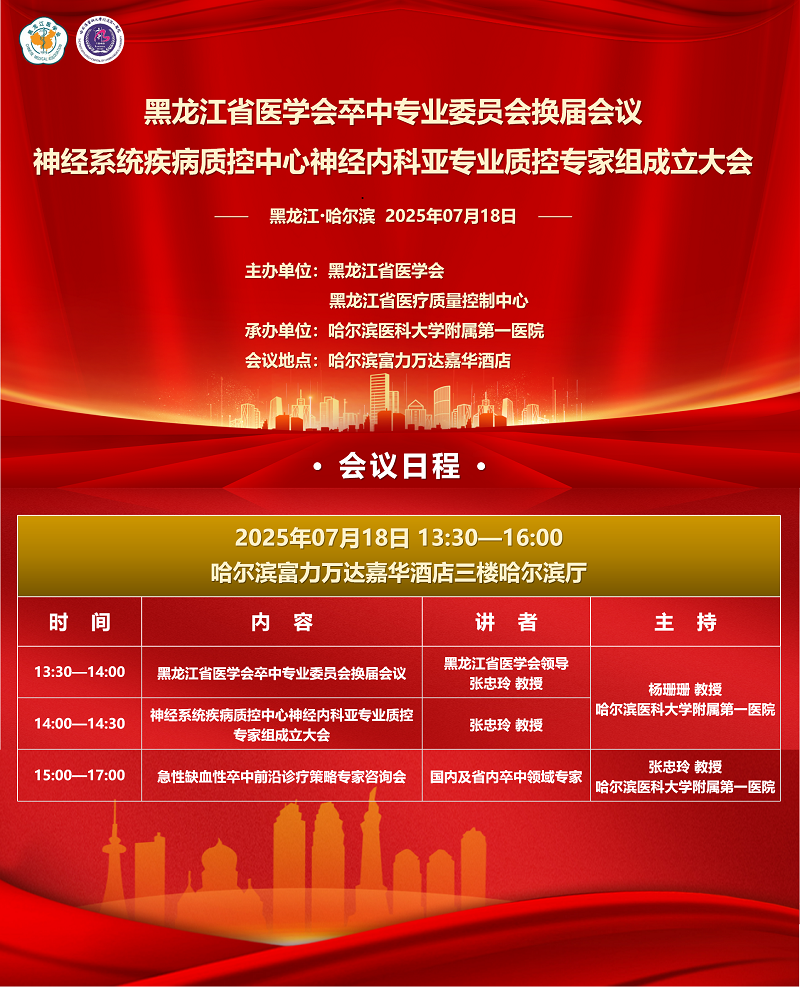 黑龙江省医学会卒中专业委员会换届会议
神经系统疾病质控中心神经内科亚专业质控专家组成立大会
黑龙江·哈尔滨 2025年07月18日
主办单位：黑龙江省医学会
黑龙江省医疗质量控制中心
承办单位：哈尔滨医科大学附属第一医院
会议地点：哈尔滨富力万达嘉华酒店
• 会议日程 •
2025年07月18日 13:30—16:00
哈尔滨富力万达嘉华酒店三楼哈尔滨厅
时 间 内 容 讲 者 主 持
13:30—14:00
黑龙江省医学会卒中专业委员会换届会议
黑龙江省医学会领导
张忠玲 教授
杨珊珊 教授
哈尔滨医科大学附属第一医院
14:00—14:30
神经系统疾病质控中心神经内科亚专业质控
专家组成立大会
张忠玲 教授
15:00—17:00
急性缺血性卒中前沿诊疗策略专家咨询会
国内及省内卒中领域专家
张忠玲 教授
哈尔滨医科大学附属第一医院